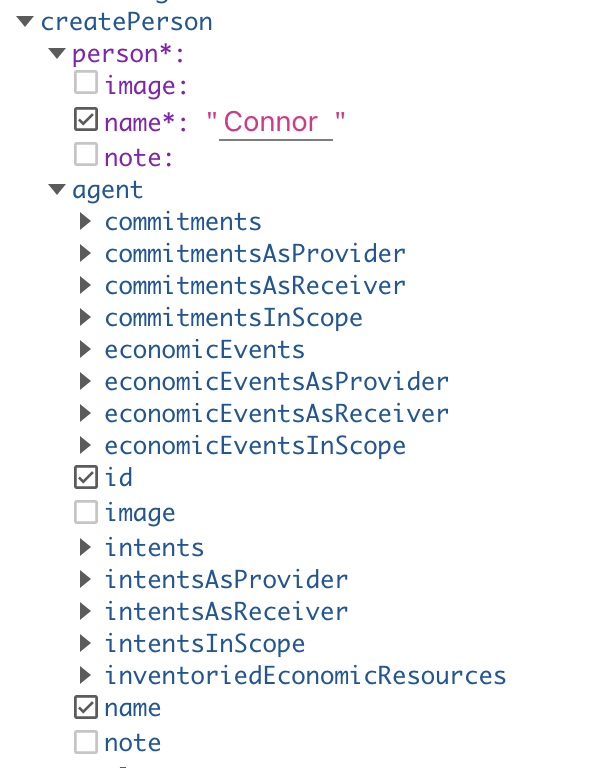 createPerson
person*:
image:
name*: "Connor "
note:
agent
commitments
commitmentsAsProvider
commitmentsAsReceiver
commitmentsInScope
economicEvents
economicEventsAsProvider
economicEventsAsReceiver
economicEventsInScope
id
image
intents
intentsAsProvider
intentsAsReceiver
intentsInScope
inventoriedEconomicResources
name
note